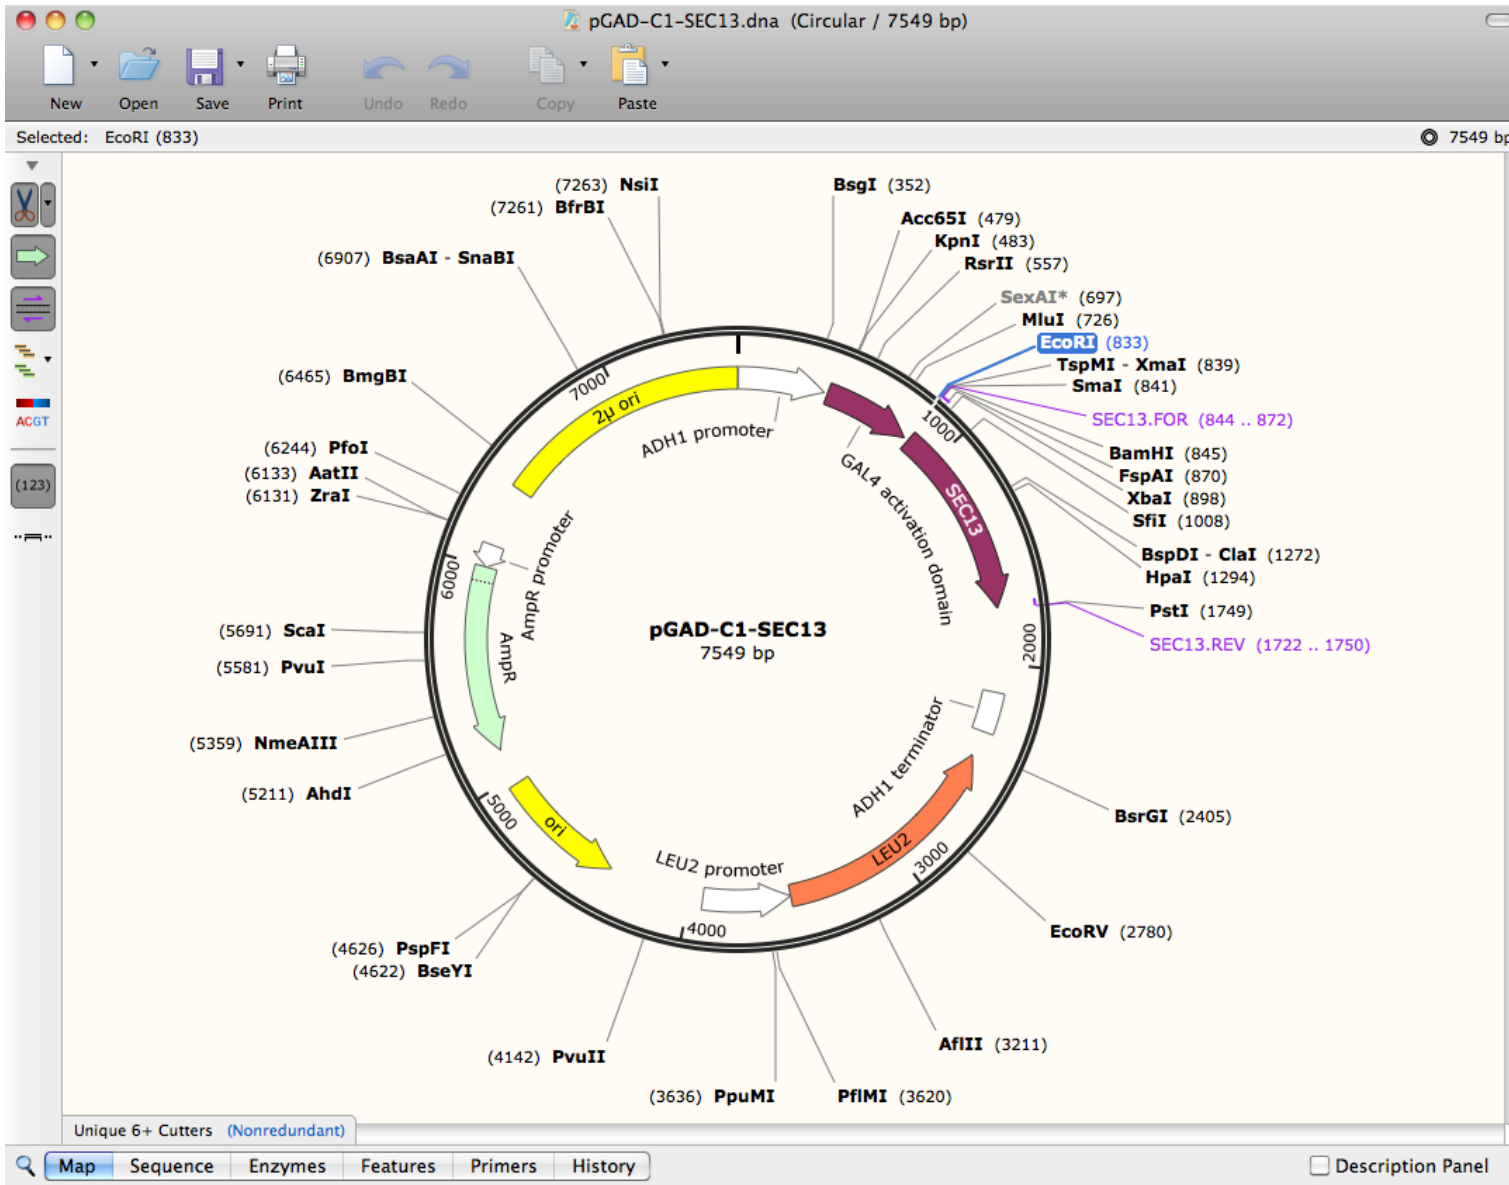 pGAD-C1-SEC13.dna (Circular / 7549 bp)
New Open Save Print Undo Redo Copy Paste
Selected: EcoRI (833)
7549 bp
(7263) NsiI
BsgI (352)
(7261) BfrBI
Acc65I (479)
KpnI (483)
(6907) BsaAI - SnaBI
RsrII (557)
SexAI* (697)
MluI (726)
EcoRI (833)
TspMI - XmaI (839)
(6465) BmgBI
SmaI (841)
SEC13.FOR (844 .. 872)
(6244) PfoI
BamHI (845)
(6133) AatII
FspAI (870)
(6131) ZraI
XbaI (898)
SfiI (1008)
BspDI - ClaI (1272)
HpaI (1294)
PstI (1749)
(5691) ScaI
SEC13.REV (1722 .. 1750)
(5581) PvuI
(5359) NmeAIII
(5211) AhdI
BsrGI (2405)
EcoRV (2780)
(4626) PspFI
(4622) BseYI
AflII (3211)
(4142) PvuII
(3636) PpuMI
PflMI (3620)
1000
2000
3000
4000
5000
6000
7000
2μ ori
ADH1 promoter
GAL4 activation domain
SEC13
AmpR promoter
AmpR
pGAD-C1-SEC13
7549 bp
ADH1 terminator
LEU2
LEU2 promoter
ori
ACGT
(123)
Unique 6+ Cutters (Nonredundant)
Map Sequence Enzymes Features Primers History
Description Panel